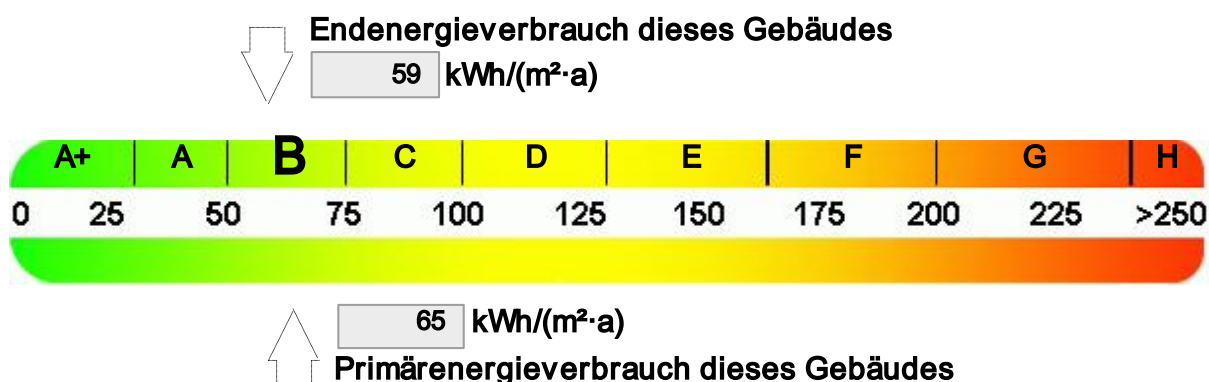 Endenergieverbrauch dieses Gebäudes
59 kWh/(m²·a)
A+ A B C D E F G H
0 25 50 75 100 125 150 175 200 225 >250
65 kWh/(m²·a)
Primärenergieverbrauch dieses Gebäudes